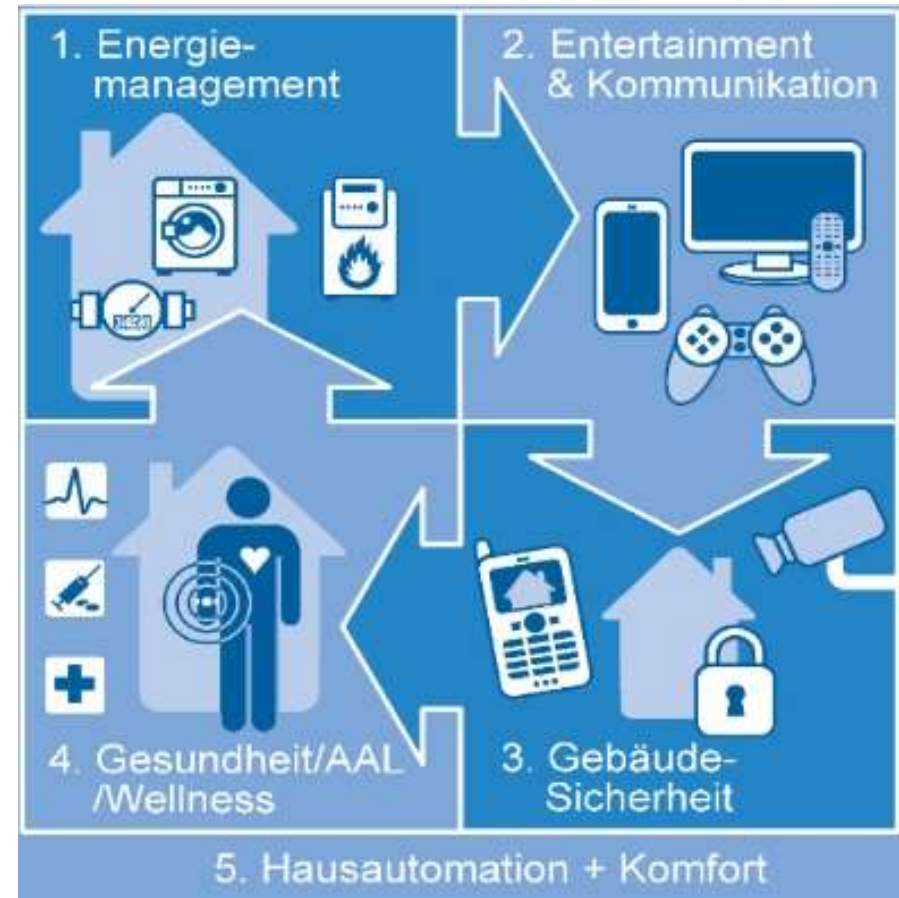 1. Energie-
management
2. Entertainment
& Kommunikation
4. Gesundheit/AAL
/Wellness
3. Gebäude-
Sicherheit
5. Hausautomation + Komfort